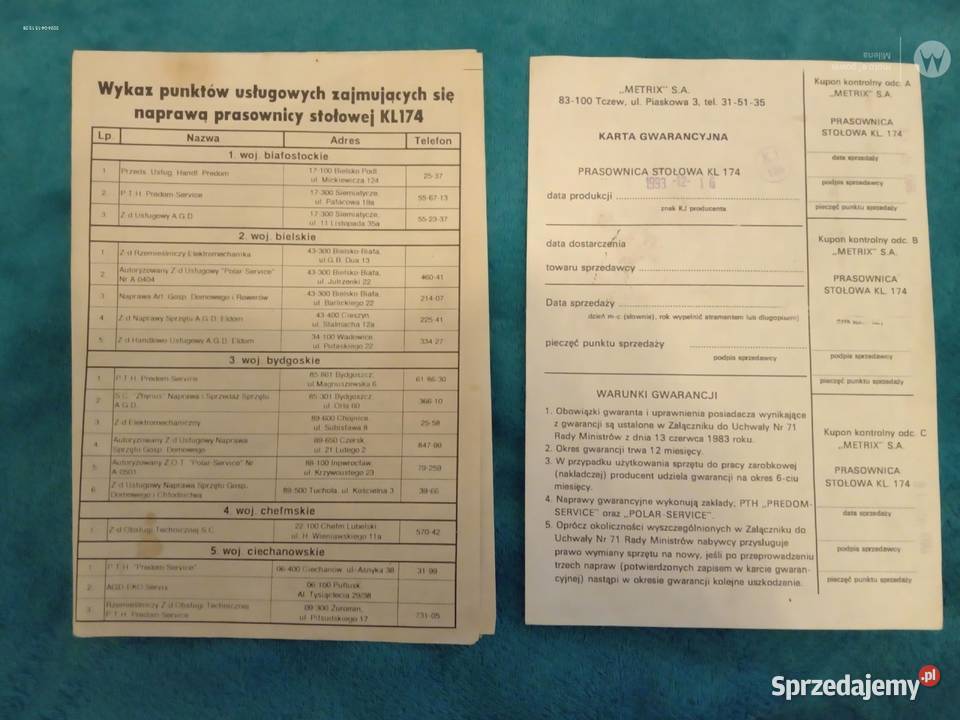 Wykaz punktów usługowych zajmujących się
naprawą prasownicy stołowej KL174
Lp. Nazwa Adres Telefon
1. woj. białostockie
1. Przeds. Usług. Handl. Predom 17-100 Bielsko Podl. ul. Mickiewicza 124 25-37
2. P.T.H. Predom-Service 17-300 Siemiatycze, 55-67-13
3. Z-d Usługowy A.G.D. 17-300 Siemiatycze, ul. 11 Listopada 35a 55-23-37
2. woj. bielskie
1. Z-d Rzemieślniczy Elektromechanika 43-300 Bielsko-Biała, ul. G.B. Dua 13
2. Autoryzowany Z-d Usługowy "Polar Service" Nr A-0404 43-300 Bielsko-Biała, ul. Jutrzenki 22 460-41
3. Naprawa Art. Gosp. Domowego i Rowerów 43-300 Bielsko-Biała, ul. Barlickiego 22 214-07
4. Z-d Naprawy Sprzętu A.G.D. Eldom 43-400 Cieszyn, ul. Stalmacha 12a 225-41
5. Z-d Handlowo-Usługowy A.G.D. Eldom 34-100 Wadowice, ul. Pułaskiego 22 334-27
3. woj. bydgoskie
1. P.T.H. Predom-Service 85-861 Bydgoszcz, ul. Magnuszewska 6 61-86-30
2. S.C. "Zbynus" Naprawa i Sprzedaż Sprzętu A.G.D. 85-301 Bydgoszcz, ul. Orla 60 366-10
3. Z-d Elektromechaniczny 89-600 Chojnice, ul. Subisława 8 25-58
4. Autoryzowany Z-d Usługowy Naprawa Sprzętu Gosp. Domowego 89-650 Czersk, ul. 21 Lutego 2 847-90
5. Autoryzowany Z.O.T. "Polar-Service" Nr A-0501 88-100 Inowrocław ul. Krzywoustego 23 79-259
6. Z-d Usługowy Naprawa Sprzętu Gosp. Domowego i Chłodnictwa 89-500 Tuchola, ul. Kościelna 3 39-66
4. woj. chełmskie
1. Z-d Obsługi Technicznej S.C. 22-100 Chełm Lubelski ul. H. Wieniawskiego 11a 570-42
5. woj. ciechanowskie
1. P.T.H. "Predom-Service" 06-400 Ciechanów, ul. Asnyka 38 31-99
2. AGD-EKO Servis 06-100 Pułtusk, Al. Tysiąclecia
3. Rzemieślniczy Z-d Obsługi Technicznej P.T.H. Predom-Service 09-300 Żuromin, ul. Piłsudskiego 17 731-05
„METRIX" S.A.
83-100 Tczew, ul. Piaskowa 3, tel. 31-51-35
KARTA GWARANCYJNA
PRASOWNICA STOŁOWA KL 174
1993 -12- 16
data produkcji
znak KJ producenta
data dostarczenia
towaru sprzedawcy
Data sprzedaży
dzień m-c (słownie), rok wypełnić atramentem lub długopisem)
pieczęć punktu sprzedaży
podpis sprzedawcy
WARUNKI GWARANCJI
1. Obowiązki gwaranta i uprawnienia posiadacza wynikające
z gwarancji są ustalone w Załączniku do Uchwały Nr 71
Rady Ministrów z dnia 13 czerwca 1983 roku.
2. Okres gwarancji trwa 12 miesięcy.
3. W przypadku użytkowania sprzętu do pracy zarobkowej
(nakładczej) producent udziela gwarancji na okres 6-ciu
miesięcy.
4. Naprawy gwarancyjne wykonują zakłady: PTH „PREDOM-
SERVICE" oraz „POLAR-SERVICE".
5. Oprócz okoliczności wyszczególnionych w Załączniku do
Uchwały Nr 71 Rady Ministrów nabywcy przysługuje
prawo wymiany sprzętu na nowy, jeśli po przeprowadzeniu
trzech napraw (potwierdzonych zapisem w karcie gwaran-
cyjnej) nastąpi w okresie gwarancji kolejne uszkodzenie.
Kupon kontrolny odc. A
„METRIX" S.A.
PRASOWNICA
STOŁOWA KL. 174
data sprzedaży
podpis sprzedawcy
pieczęć punktu sprzedaży
Kupon kontrolny odc. B
„METRIX" S.A.
PRASOWNICA
STOŁOWA KL. 174
podpis sprzedawcy
pieczęć punktu sprzedaży
Kupon kontrolny odc. C
„METRIX" S.A.
PRASOWNICA
STOŁOWA KL. 174
data sprzedaży
podpis sprzedawcy
pieczęć punktu sprzedaży
Milena
Sprzedajemy.pl